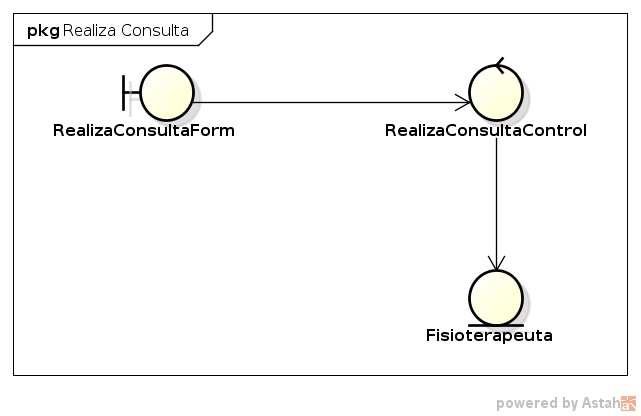 pkg Realiza Consulta
RealizaConsultaForm
RealizaConsultaControl
Fisioterapeuta
powered by Astah